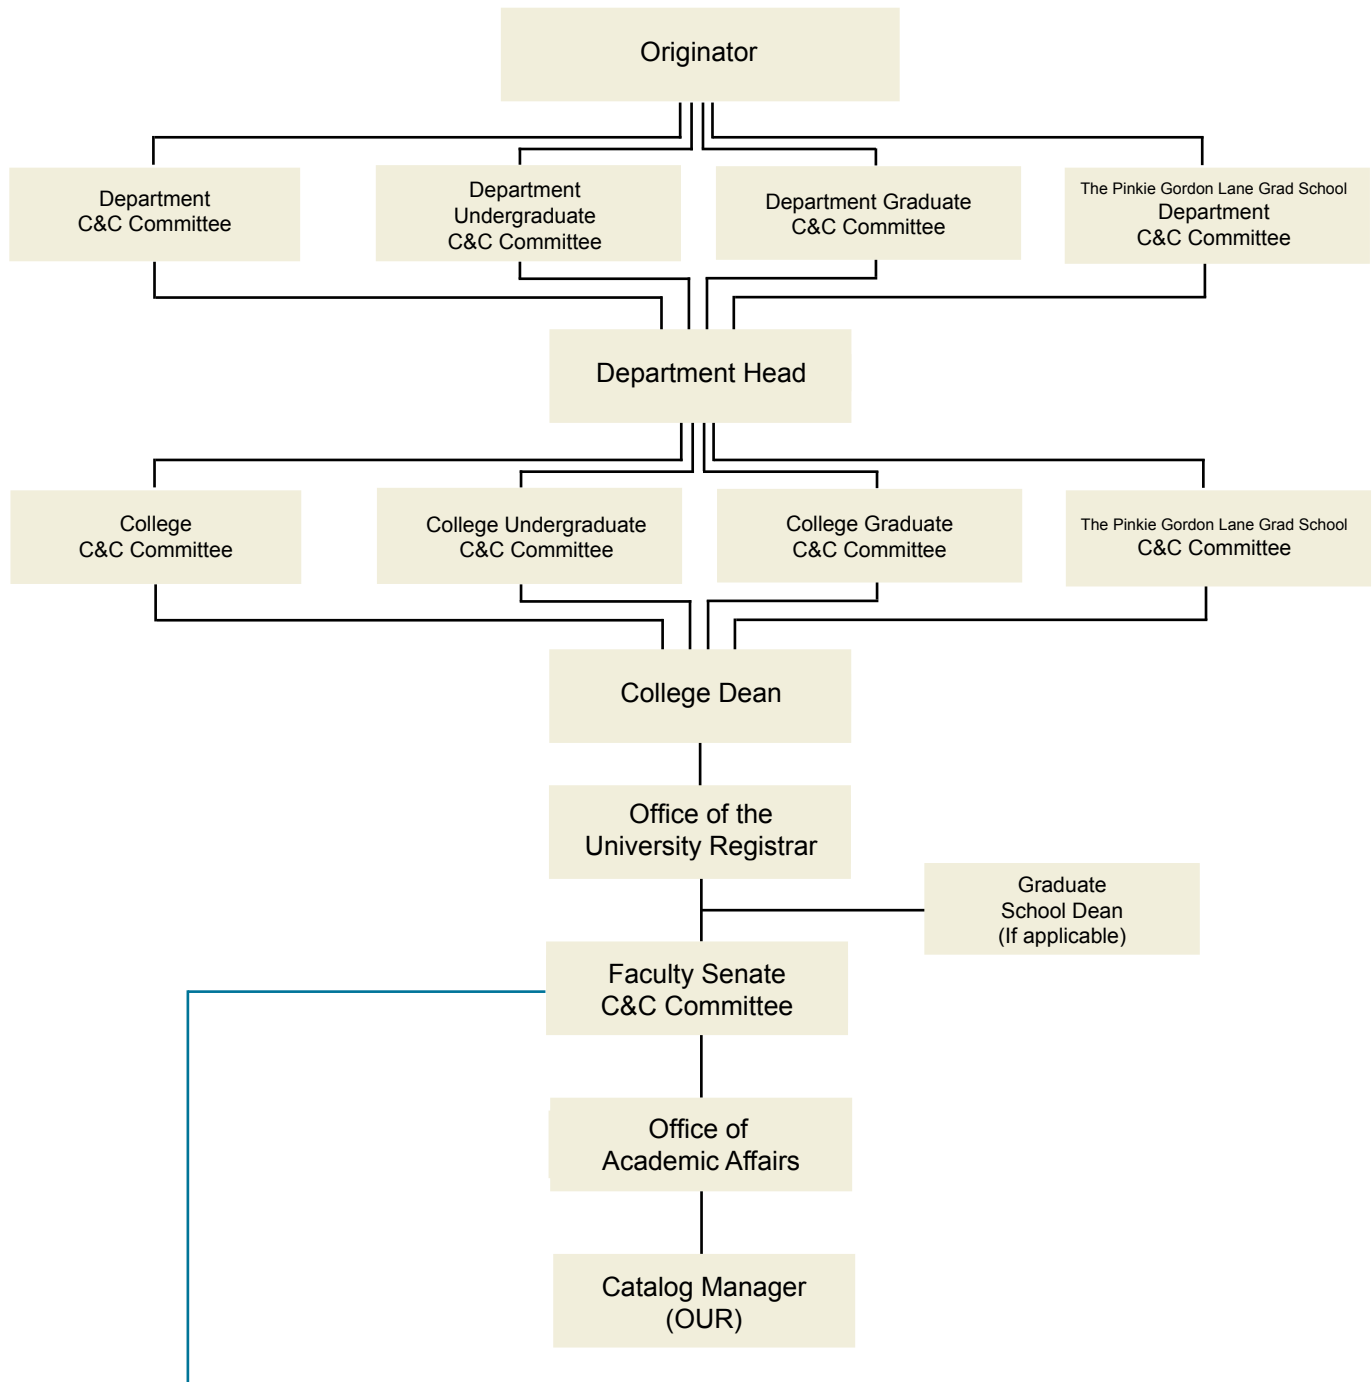 Originator
Department
C&C Committee
Department
Undergraduate
C&C Committee
Department Graduate
C&C Committee
The Pinkie Gordon Lane Grad School
Department
C&C Committee
Department Head
College
C&C Committee
College Undergraduate
C&C Committee
College Graduate
C&C Committee
The Pinkie Gordon Lane Grad School
C&C Committee
College Dean
Office of the
University Registrar
Graduate
School Dean
(If applicable)
Faculty Senate
C&C Committee
Office of
Academic Affairs
Catalog Manager
(OUR)